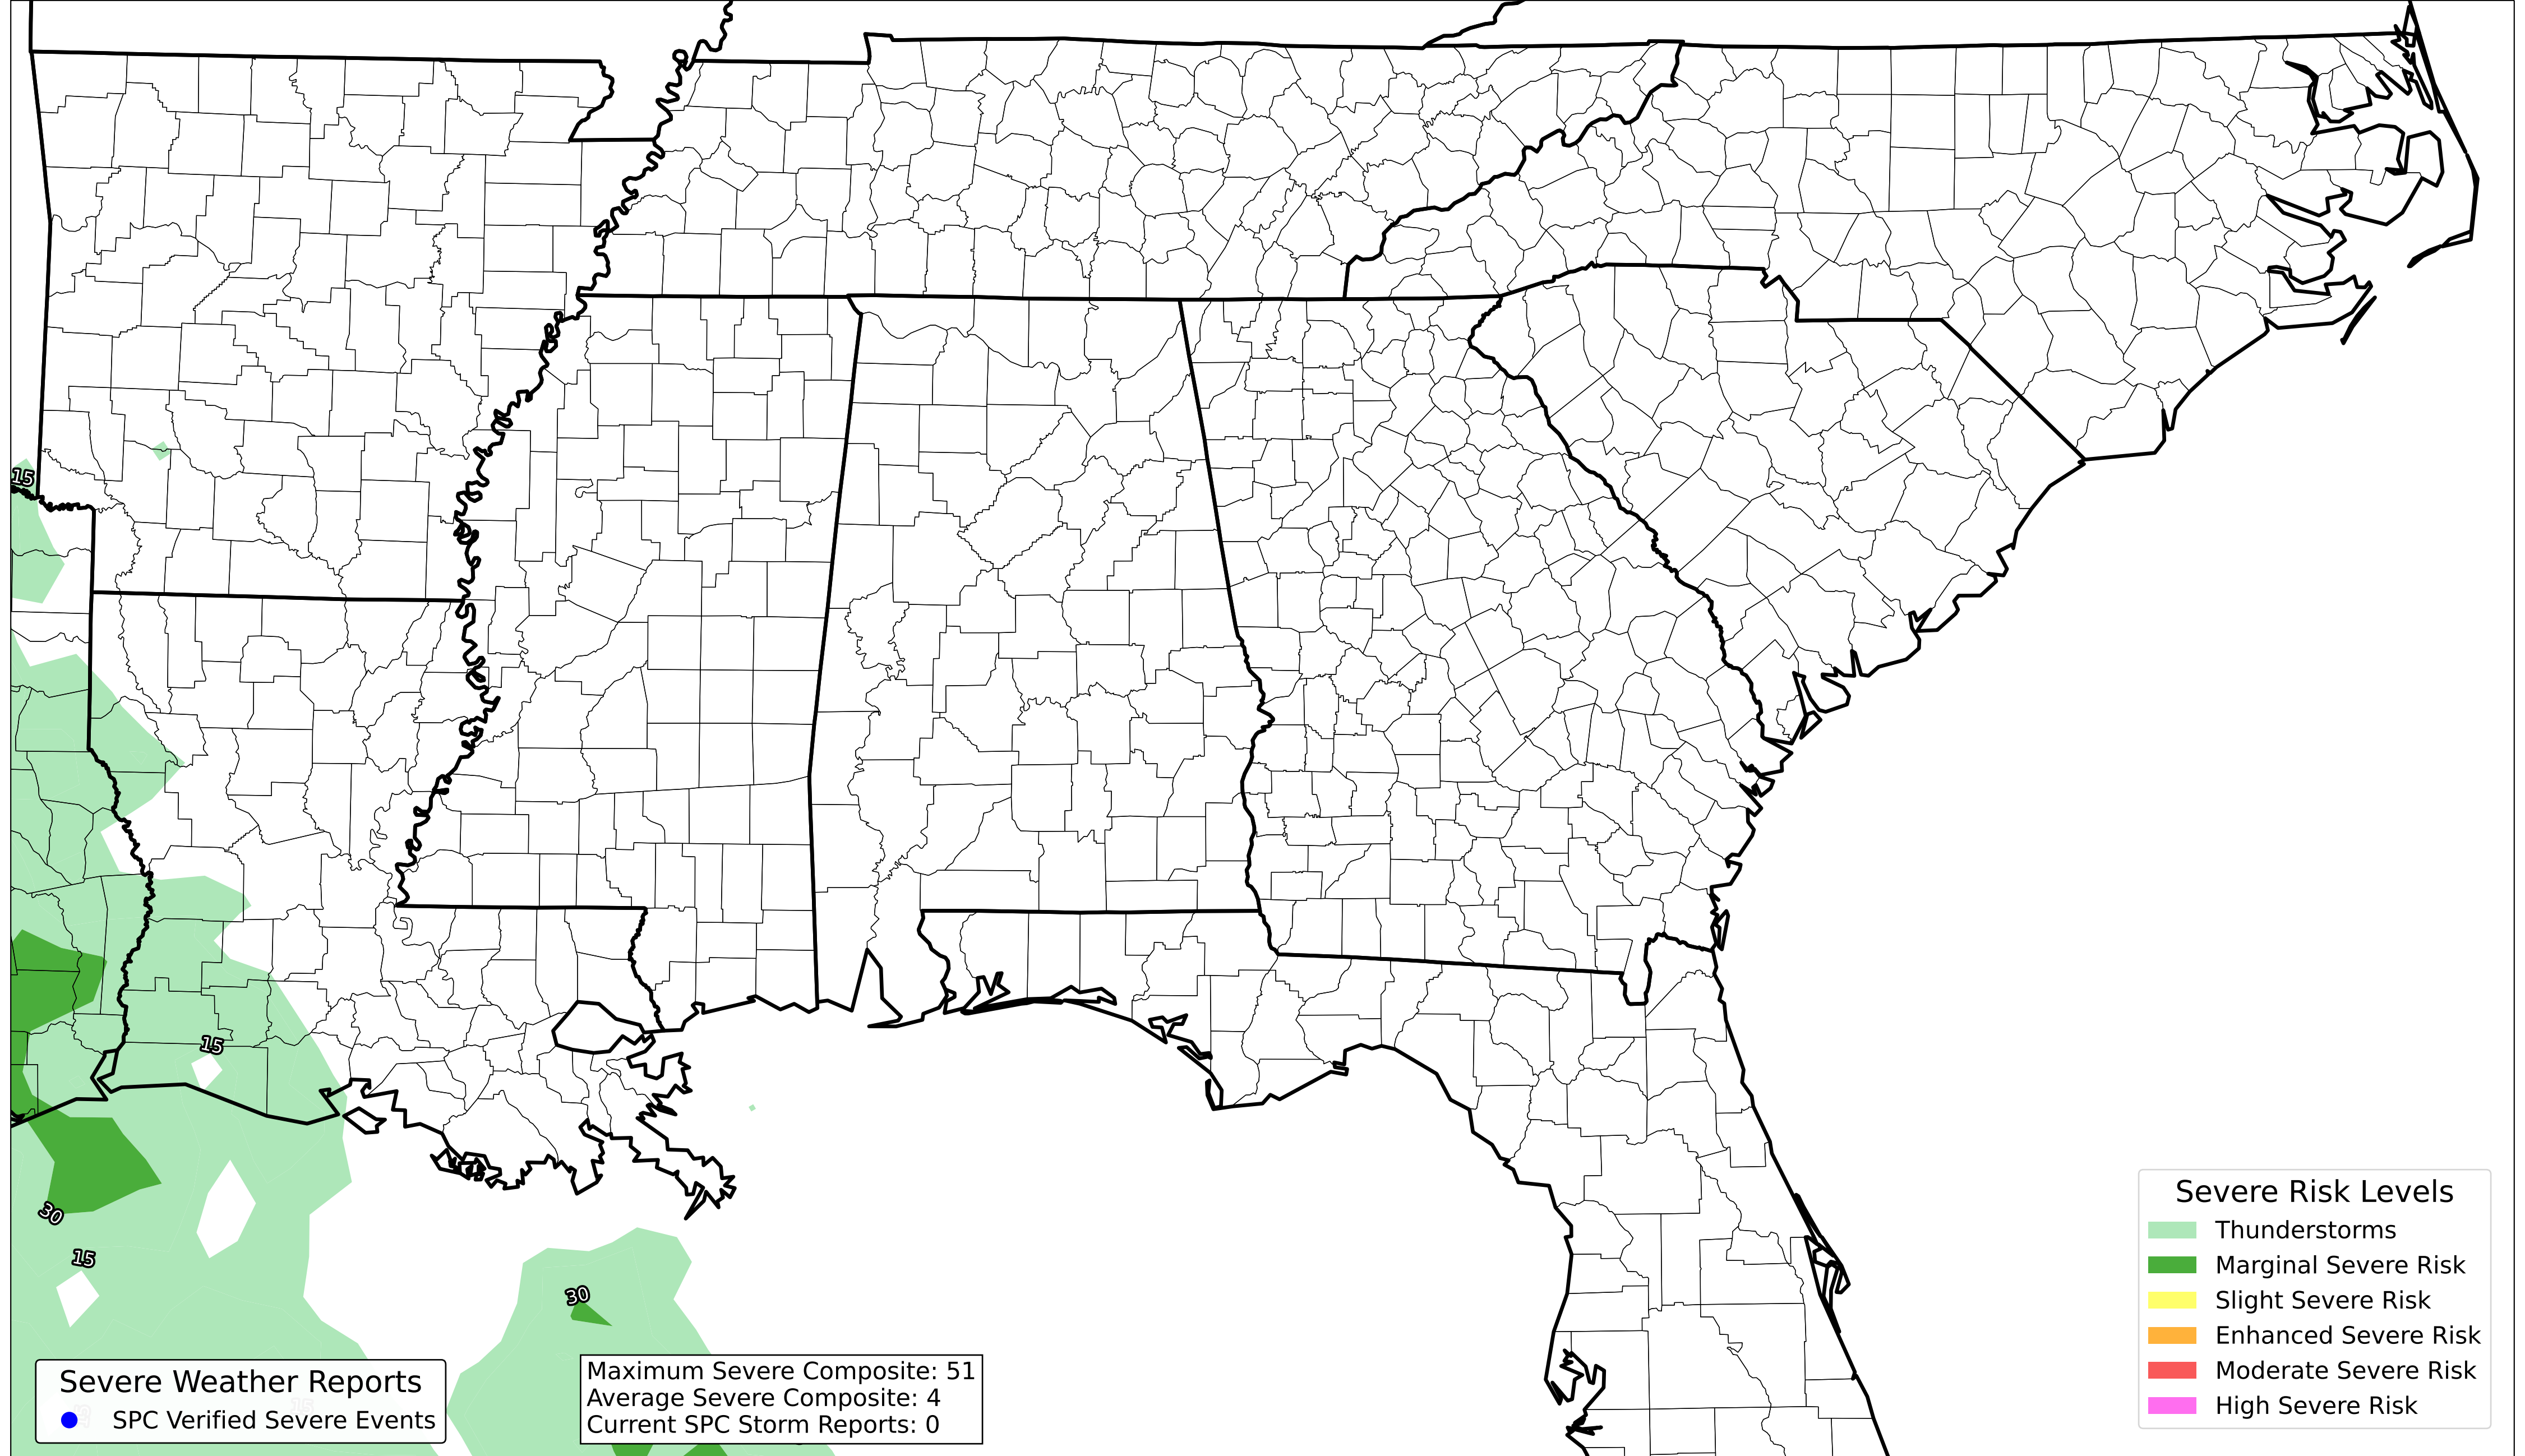 15
15
30
15
30
Severe Weather Reports
SPC Verified Severe Events
Maximum Severe Composite: 51
Average Severe Composite: 4
Current SPC Storm Reports: 0
Severe Risk Levels
Thunderstorms
Marginal Severe Risk
Slight Severe Risk
Enhanced Severe Risk
Moderate Severe Risk
High Severe Risk